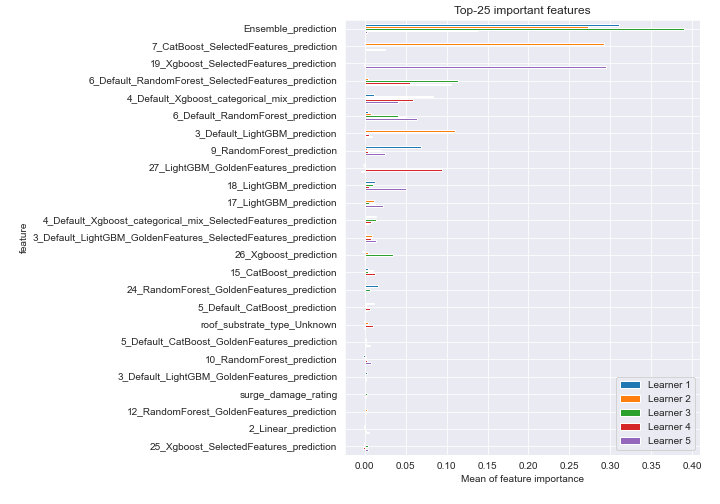 Top-25 important features
Ensemble_prediction
7_CatBoost_SelectedFeatures_prediction
19_Xgboost_SelectedFeatures_prediction
6_Default_RandomForest_SelectedFeatures_prediction
4_Default_Xgboost_categorical_mix_prediction
6_Default_RandomForest_prediction
3_Default_LightGBM_prediction
9_RandomForest_prediction
27_LightGBM_GoldenFeatures_prediction
18_LightGBM_prediction
17_LightGBM_prediction
4_Default_Xgboost_categorical_mix_SelectedFeatures_prediction
3_Default_LightGBM_GoldenFeatures_SelectedFeatures_prediction
26_Xgboost_prediction
15_CatBoost_prediction
24_RandomForest_GoldenFeatures_prediction
5_Default_CatBoost_prediction
roof_substrate_type_Unknown
5_Default_CatBoost_GoldenFeatures_prediction
10_RandomForest_prediction
3_Default_LightGBM_GoldenFeatures_prediction
surge_damage_rating
12_RandomForest_GoldenFeatures_prediction
2_Linear_prediction
25_Xgboost_SelectedFeatures_prediction
feature
Learner 1
Learner 2
Learner 3
Learner 4
Learner 5
0.00 0.05 0.10 0.15 0.20 0.25 0.30 0.35 0.40
Mean of feature importance